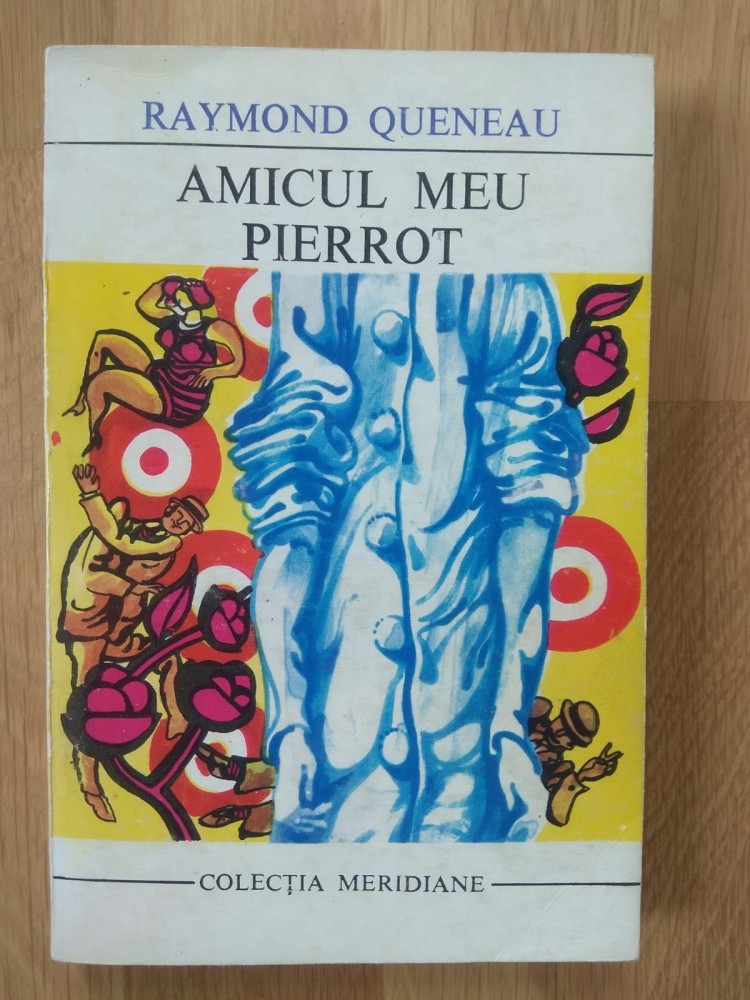 RAYMOND QUENEAU
AMICUL MEU
PIERROT
COLECȚIA MERIDIANE